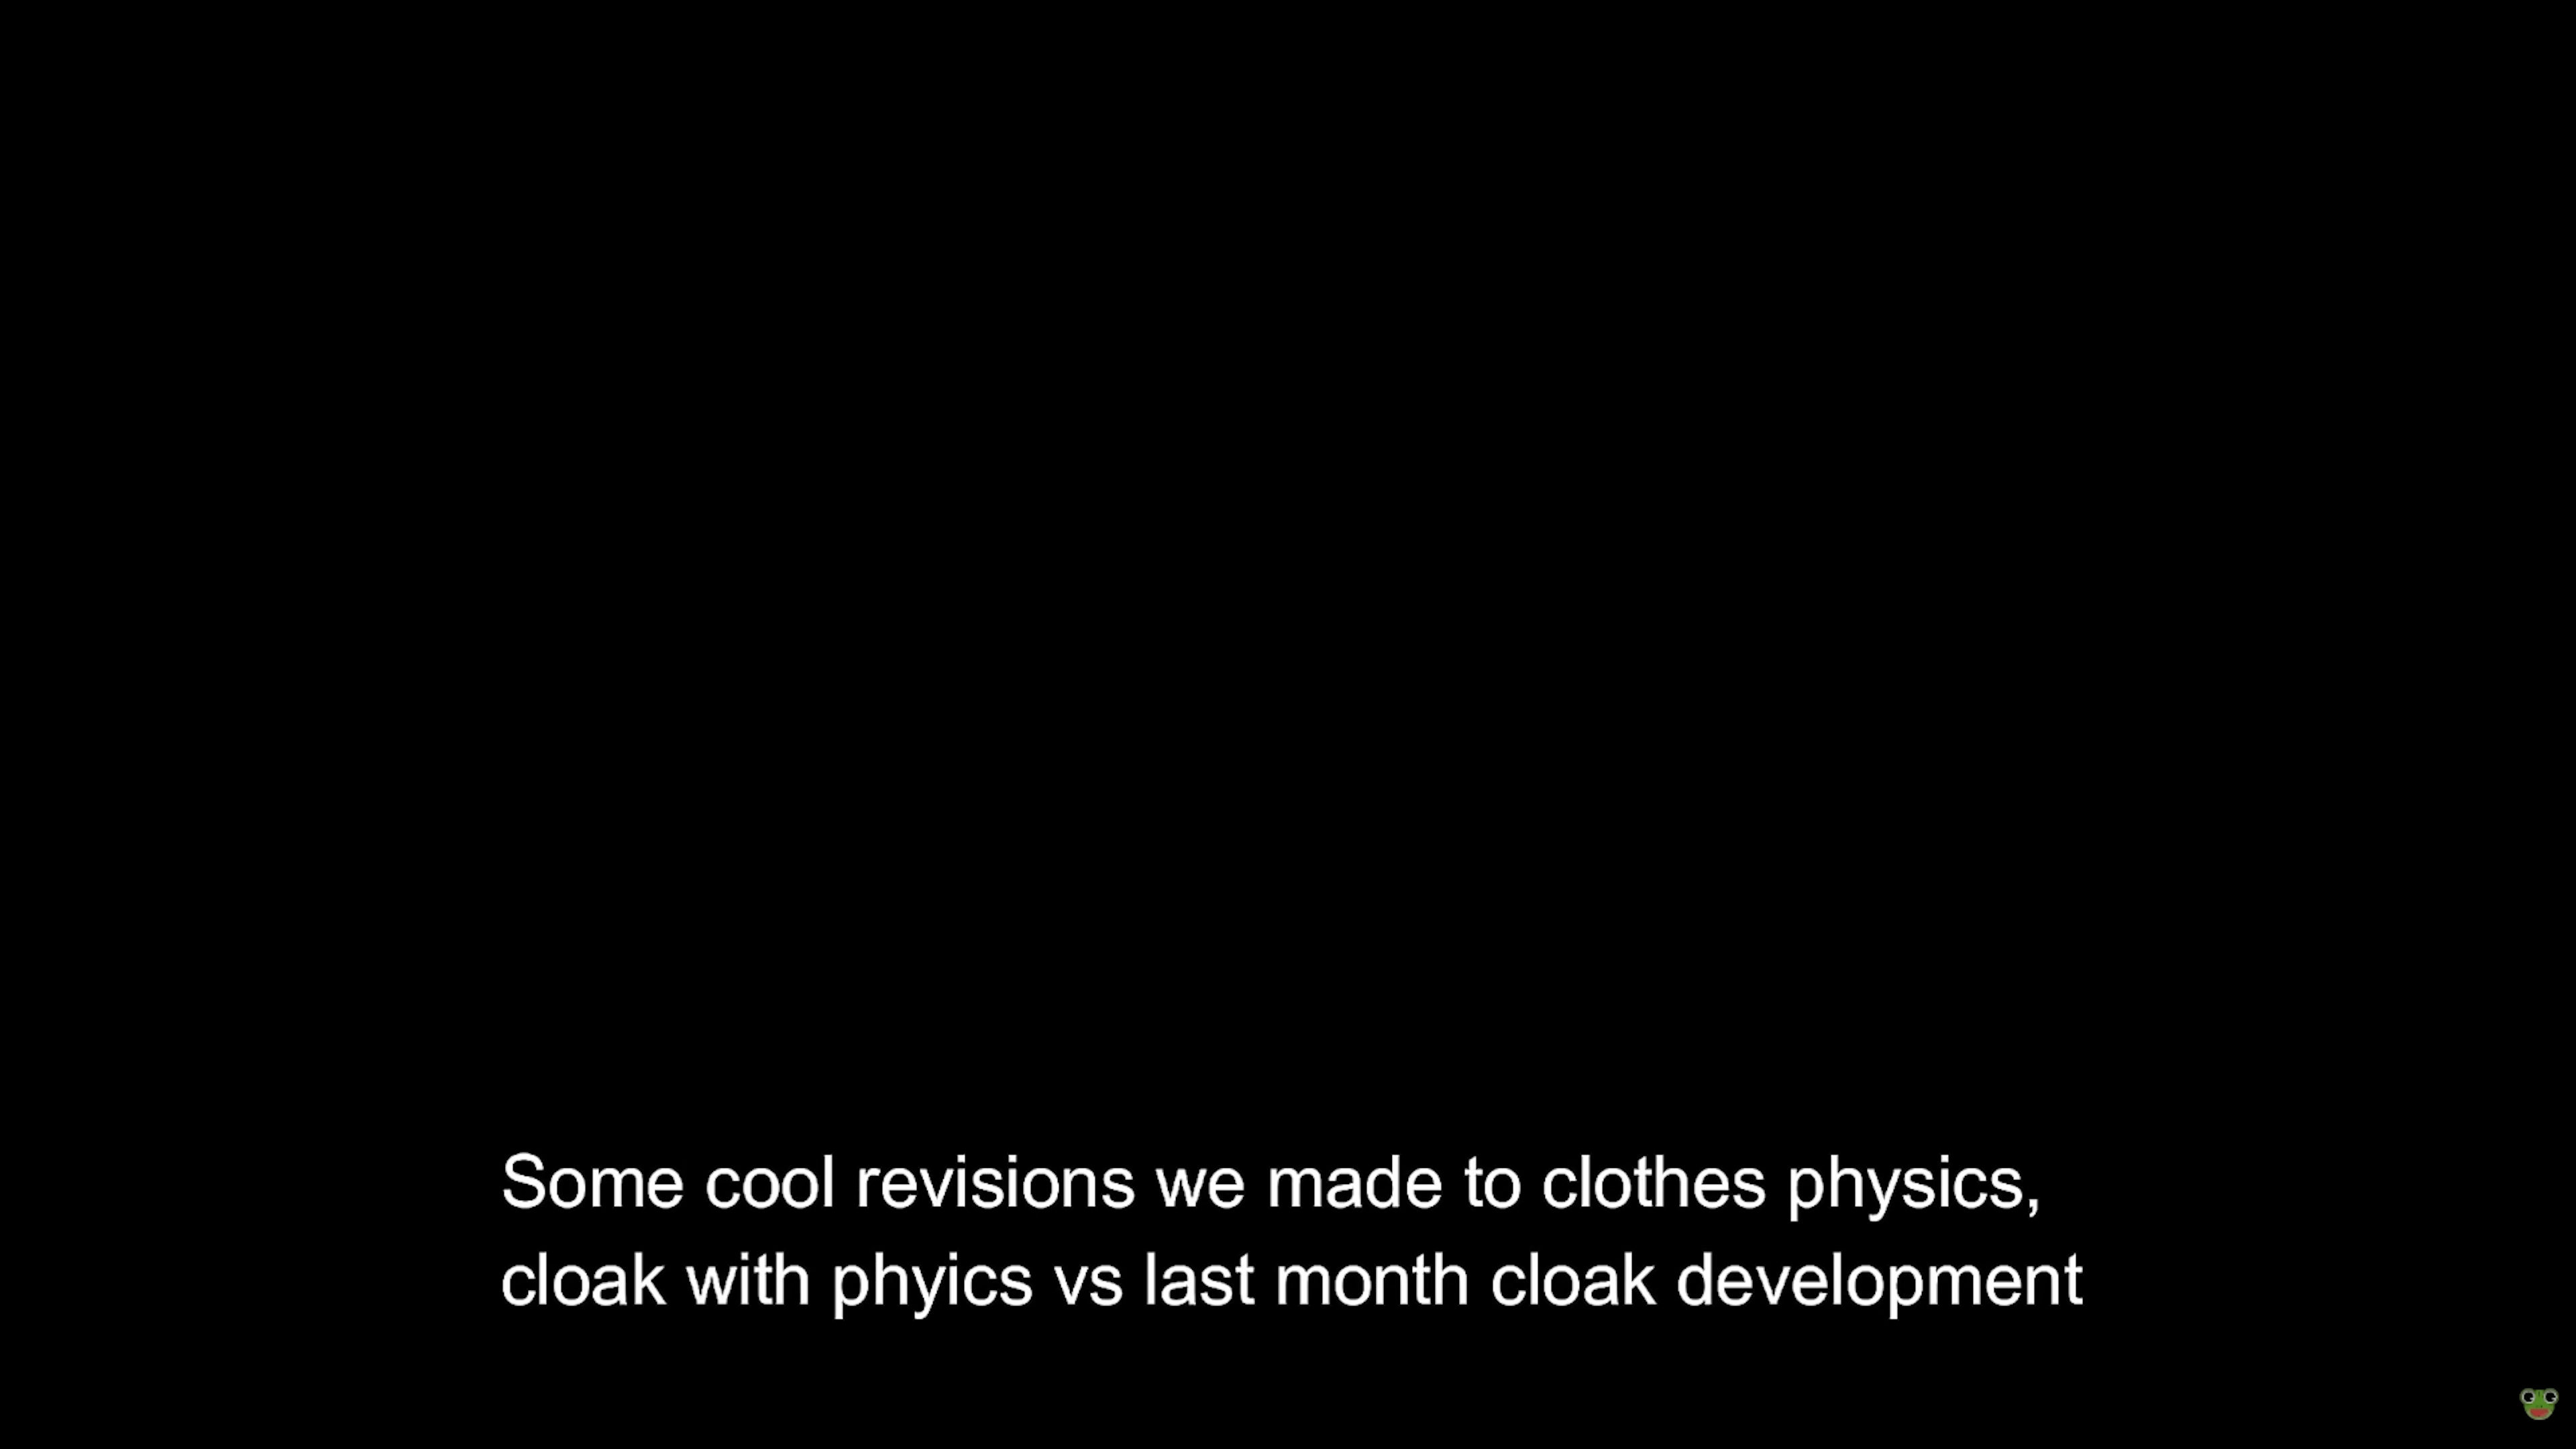 Some cool revisions we made to clothes physics,
cloak with phyics vs last month cloak development